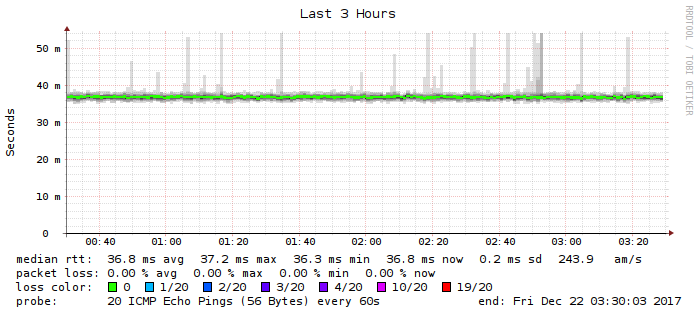 Last 3 Hours
RRDTOOL / TOBI OETIKER
Seconds
50 m
40 m
30 m
20 m
10 m
0
00:40 01:00 01:20 01:40 02:00 02:20 02:40 03:00 03:20
median rtt: 36.8 ms avg 37.2 ms max 36.3 ms min 36.8 ms now 0.2 ms sd 243.9 am/s
packet loss: 0.00 % avg 0.00 % max 0.00 % min 0.00 % now
loss color: 0 1/20 2/20 3/20 4/20 10/20 19/20
probe: 20 ICMP Echo Pings (56 Bytes) every 60s end: Fri Dec 22 03:30:03 2017